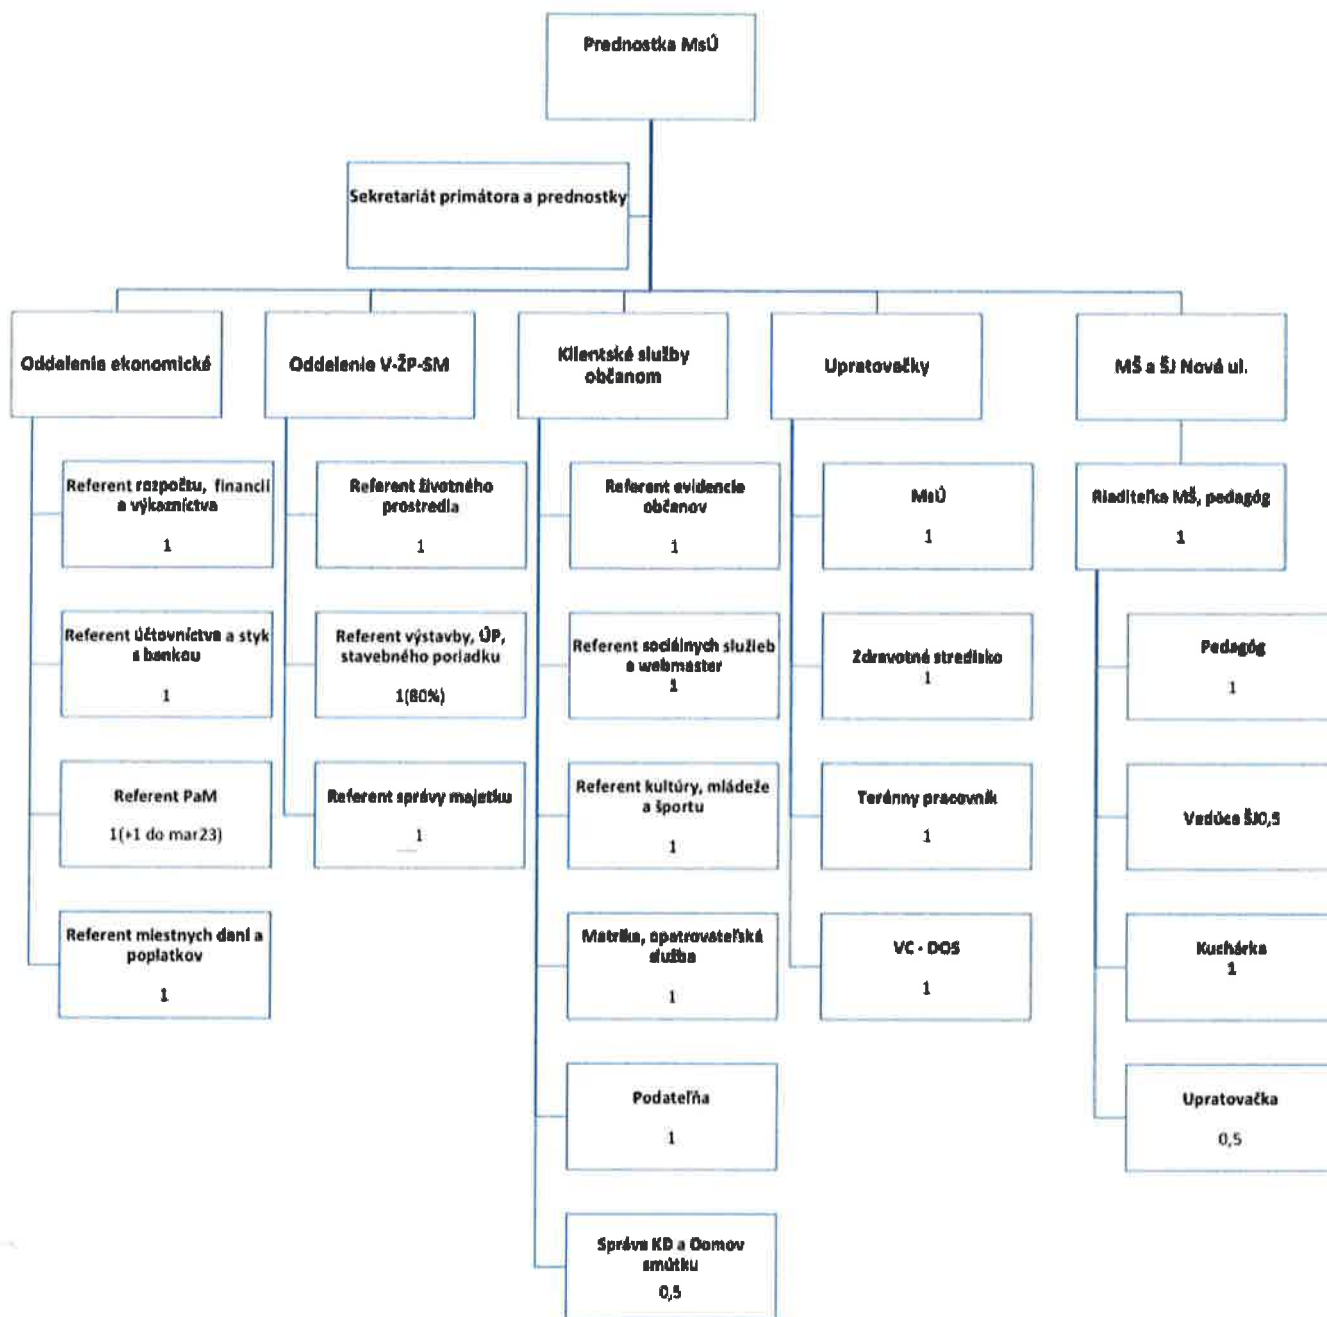 Prednostka MsÚ
Sekretariát primátora a prednostky
Oddelenie ekonomické
Oddelenie V-ŽP-SM
Klientské služby
občanom
Upratovačky
MŠ a ŠJ Nová ul.
Referent rozpočtu, financií
a výkazníctva
1
Referent účtovníctva a styk
s bankou
1
Referent PaM
1(+1 do mar23)
Referent miestnych daní a
poplatkov
1
Referent životného
prostredia
1
Referent výstavby, ÚP,
stavebného poriadku
1(80%)
Referent správy majetku
1
Referent evidencie
občanov
1
Referent sociálnych služieb
a webmaster
1
Referent kultúry, mládeže
a športu
1
Matrika, opatrovateľská
služba
1
Podateľňa
1
Správa KD a Domov
smútku
0,5
MsÚ
1
Zdravotné stredisko
1
Terénny pracovník
1
VC - DOS
1
Riaditeľka MŠ, pedagóg
1
Pedagóg
1
Vedúca ŠJ0,5
Kuchárka
1
Upratovačka
0,5